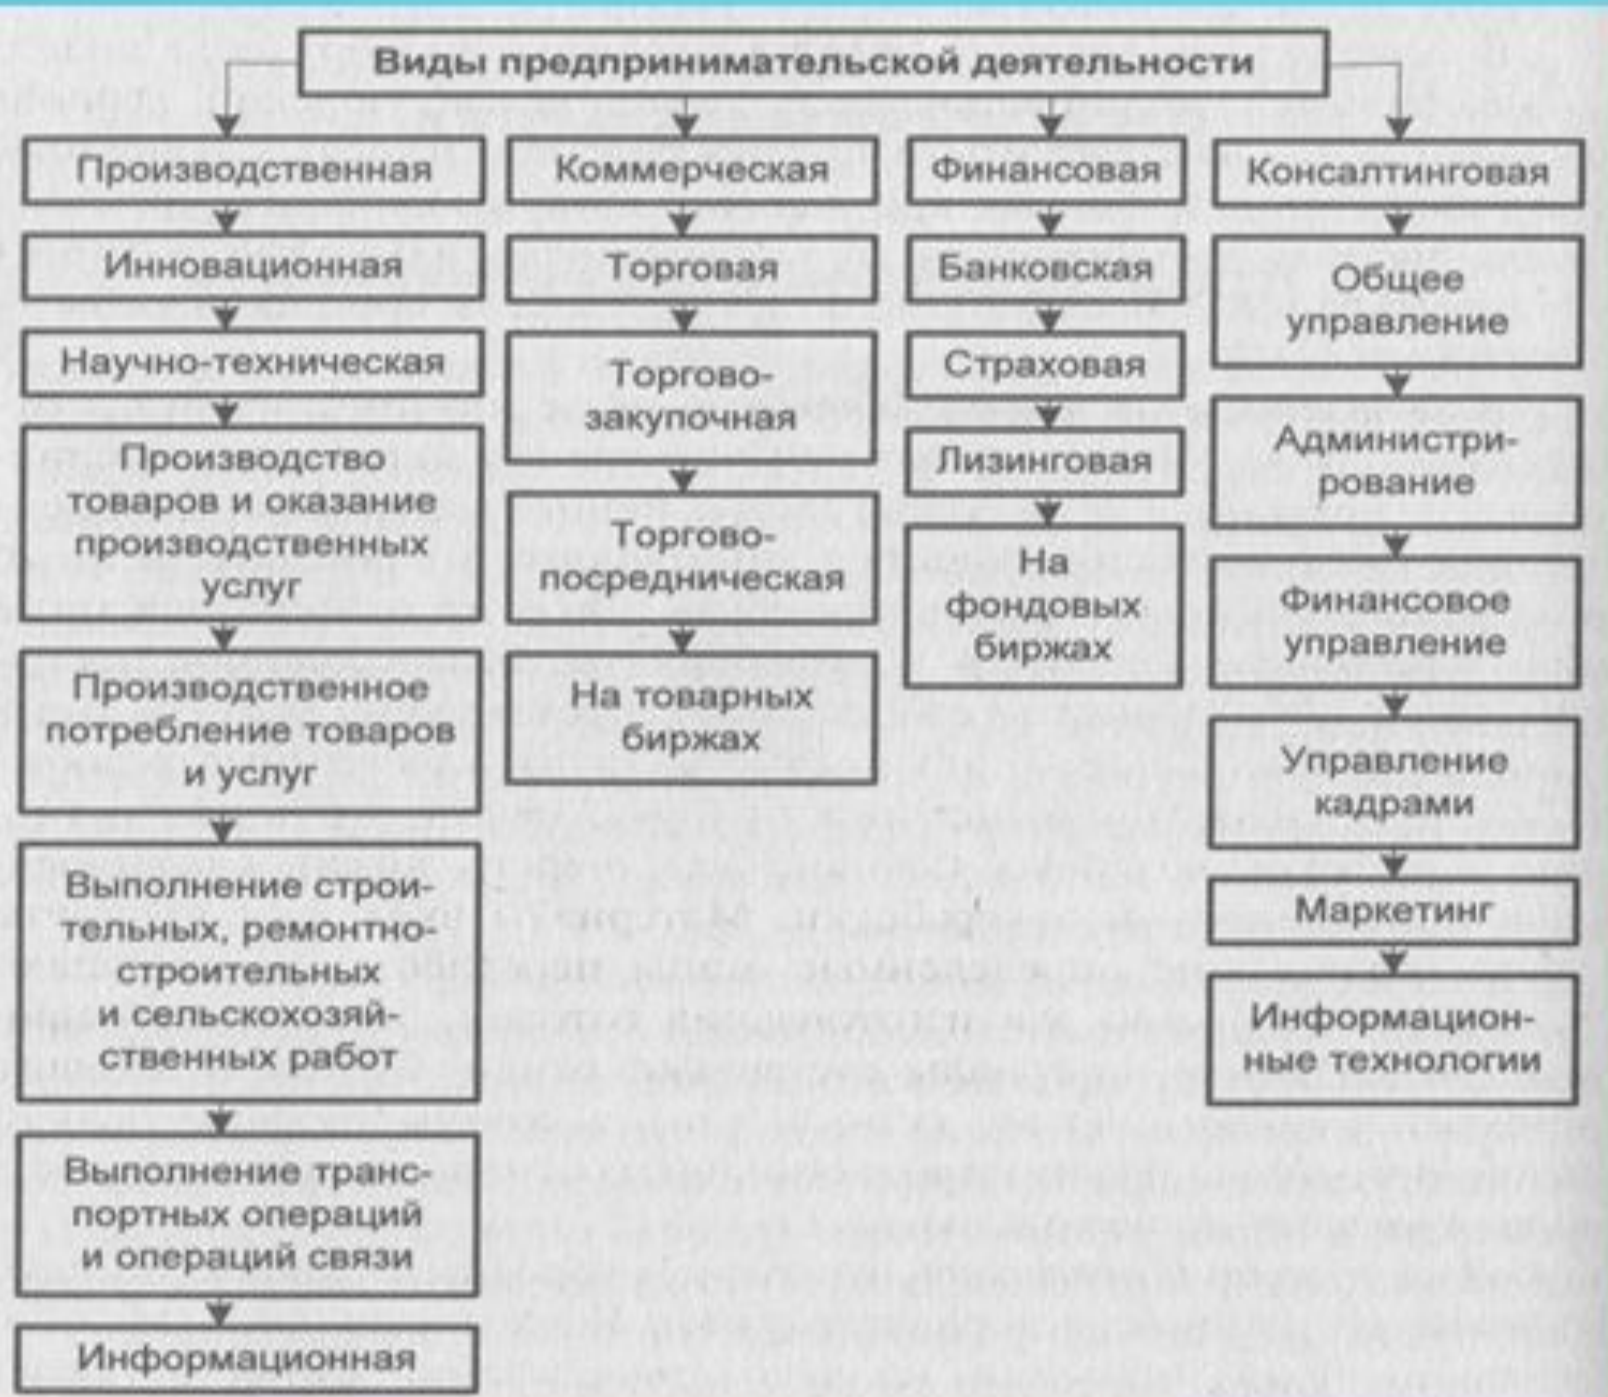 Виды предпринимательской деятельности
Производственная
Инновационная
Научно-техническая
Производство
товаров и оказание
производственных
услуг
Производственное
потребление товаров
и услуг
Выполнение строи-
тельных, ремонтно-
строительных
и сельскохозяй-
ственных работ
Выполнение транс-
портных операций
и операций связи
Информационная
Коммерческая
Торговая
Торгово-
закупочная
Торгово-
посредническая
На товарных
биржах
Финансовая
Банковская
Страховая
Лизинговая
На
фондовых
биржах
Консалтинговая
Общее
управление
Администри-
рование
Финансовое
управление
Управление
кадрами
Маркетинг
Информацион-
ные технологии